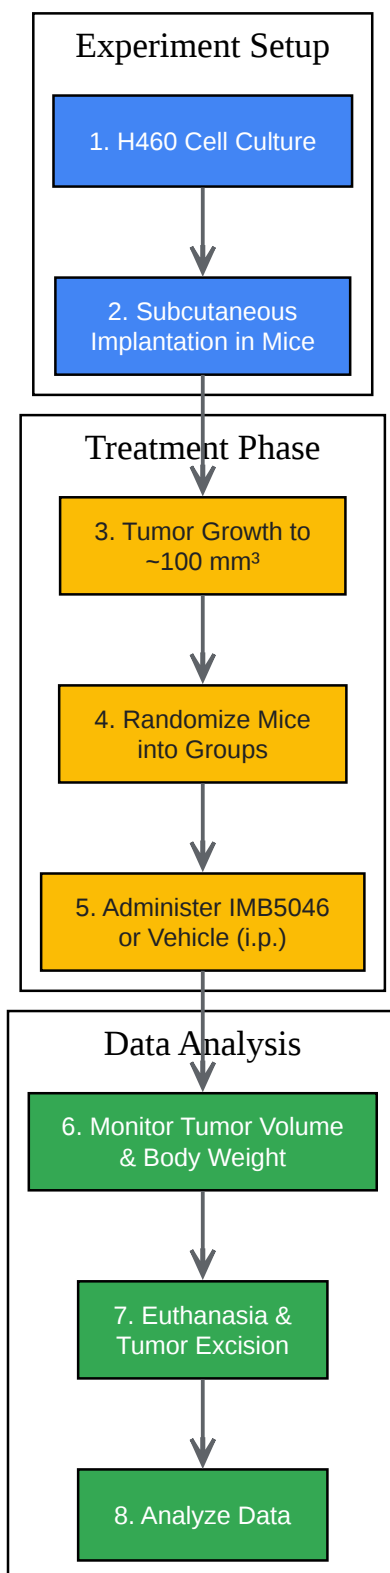 Experiment Setup
1. H460 Cell Culture
2. Subcutaneous
Implantation in Mice
Treatment Phase
3. Tumor Growth to
~100 mm³
4. Randomize Mice
into Groups
5. Administer IMB5046
or Vehicle (i.p.)
Data Analysis
6. Monitor Tumor Volume
& Body Weight
7. Euthanasia &
Tumor Excision
8. Analyze Data